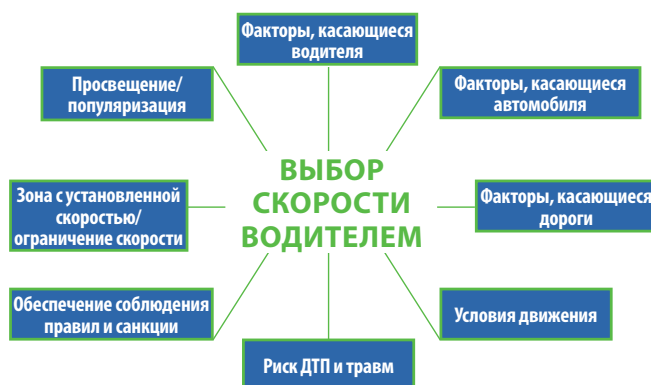 Факторы, касающиеся
водителя
Просвещение/
популяризация
Факторы, касающиеся
автомобиля
ВЫБОР
СКОРОСТИ
ВОДИТЕЛЕМ
Зона с установленной
скоростью/
ограничение скорости
Факторы, касающиеся
дороги
Обеспечение соблюдения
правил и санкции
Условия движения
Риск ДТП и травм